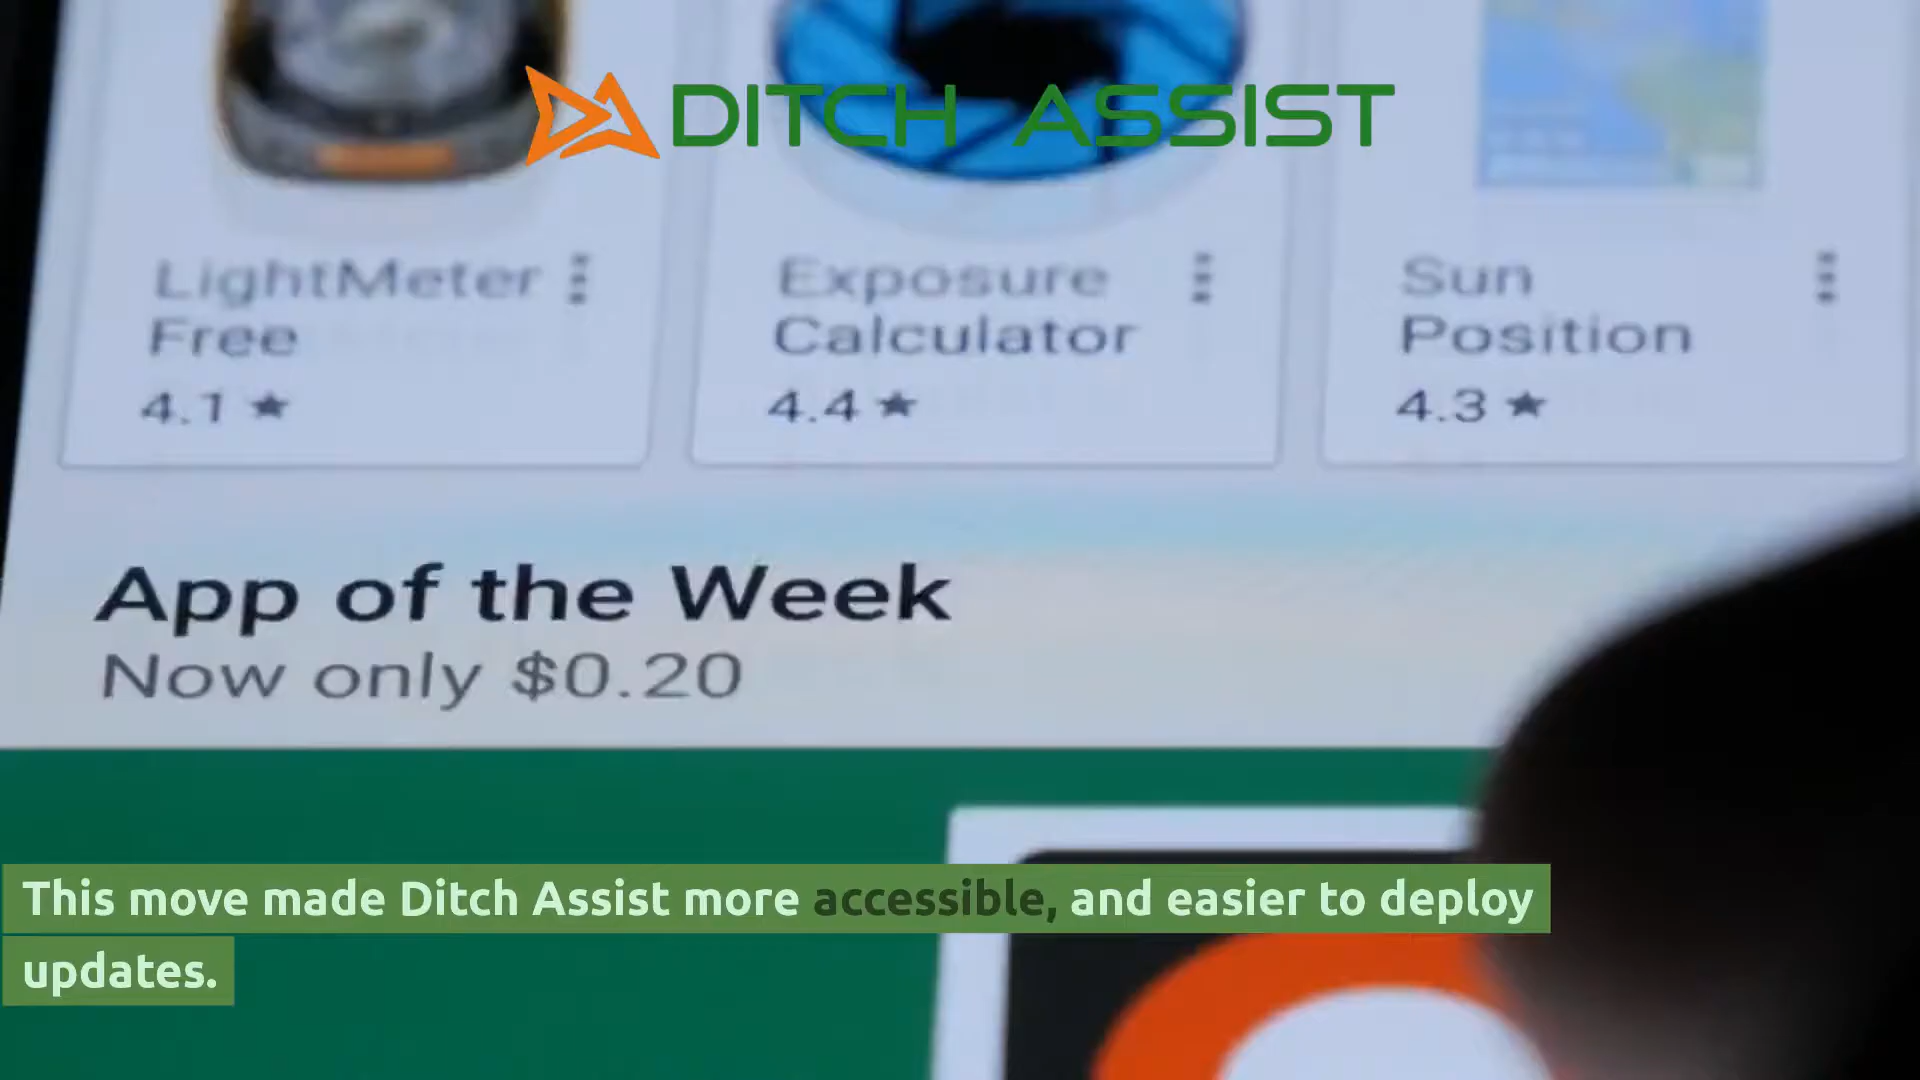 DITCH ASSIST
LightMeter
Free
4.1 ★
Exposure
Calculator
4.4 ★
Sun
Position
4.3 ★
App of the Week
Now only $0.20
This move made Ditch Assist more accessible, and easier to deploy
updates.